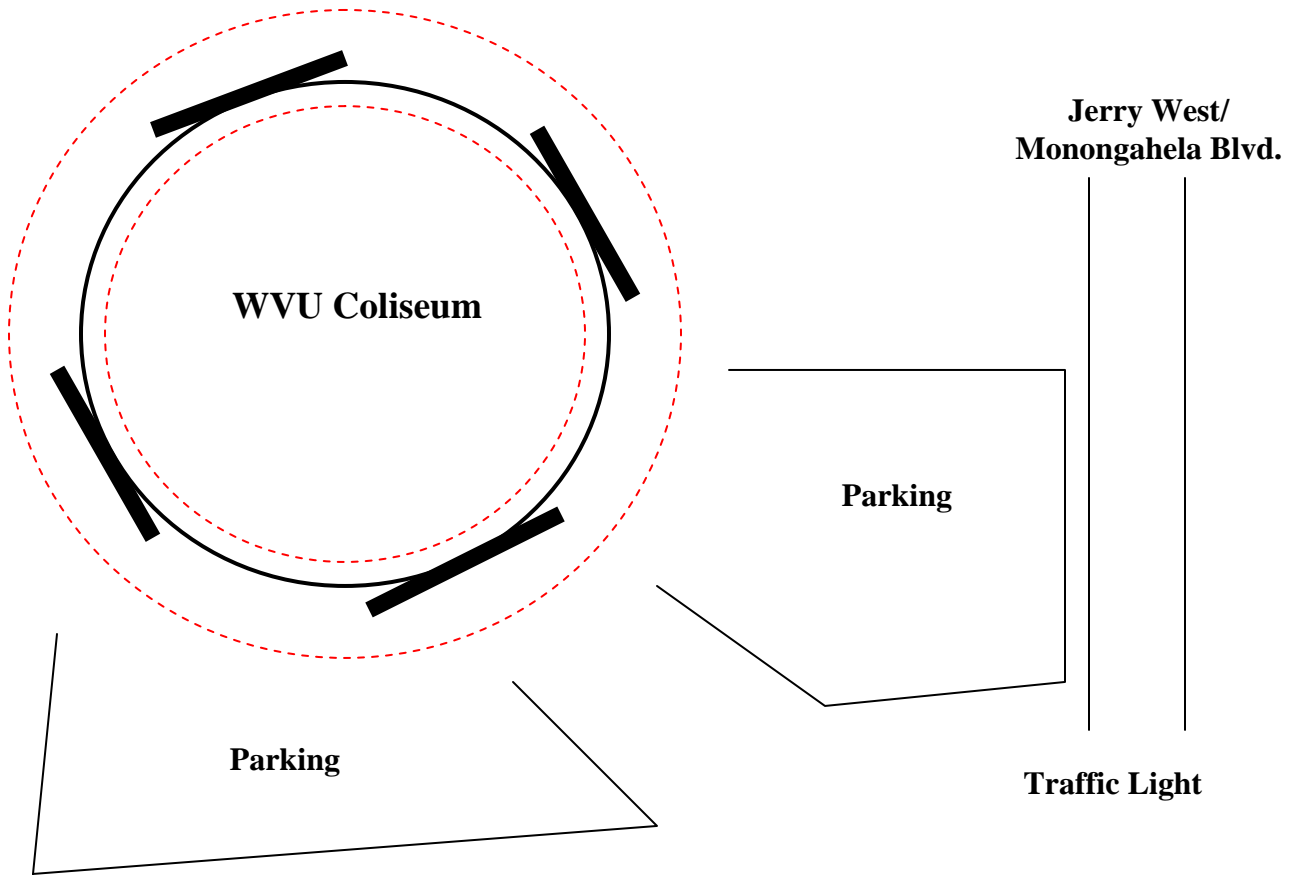 Jerry West/
Monongahela Blvd.
WVU Coliseum
Parking
Parking
Traffic Light